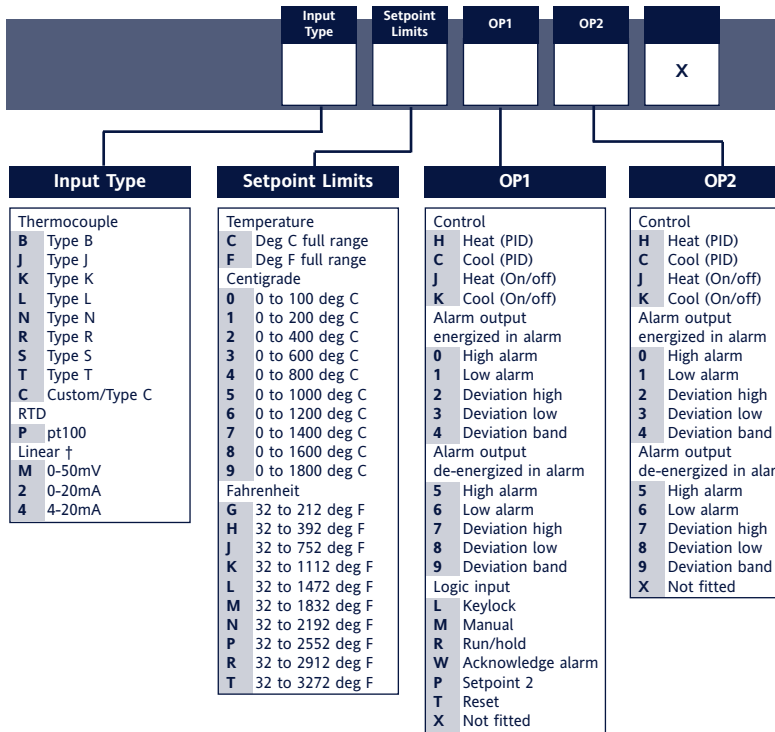 Input Type
Setpoint Limits
OP1
OP2
X
Input Type
Thermocouple
B Type B
J Type J
K Type K
L Type L
N Type N
R Type R
S Type S
T Type T
C Custom/Type C
RTD
P pt100
Linear †
M 0-50mV
2 0-20mA
4 4-20mA
Setpoint Limits
Temperature
C Deg C full range
F Deg F full range
Centigrade
0 0 to 100 deg C
1 0 to 200 deg C
2 0 to 400 deg C
3 0 to 600 deg C
4 0 to 800 deg C
5 0 to 1000 deg C
6 0 to 1200 deg C
7 0 to 1400 deg C
8 0 to 1600 deg C
9 0 to 1800 deg C
Fahrenheit
G 32 to 212 deg F
H 32 to 392 deg F
J 32 to 752 deg F
K 32 to 1112 deg F
L 32 to 1472 deg F
M 32 to 1832 deg F
N 32 to 2192 deg F
P 32 to 2552 deg F
R 32 to 2912 deg F
T 32 to 3272 deg F
OP1
Control
H Heat (PID)
C Cool (PID)
J Heat (On/off)
K Cool (On/off)
Alarm output
energized in alarm
0 High alarm
1 Low alarm
2 Deviation high
3 Deviation low
4 Deviation band
Alarm output
de-energized in alarm
5 High alarm
6 Low alarm
7 Deviation high
8 Deviation low
9 Deviation band
Logic input
L Keylock
M Manual
R Run/hold
W Acknowledge alarm
P Setpoint 2
T Reset
X Not fitted
OP2
Control
H Heat (PID)
C Cool (PID)
J Heat (On/off)
K Cool (On/off)
Alarm output
energized in alarm
0 High alarm
1 Low alarm
2 Deviation high
3 Deviation low
4 Deviation band
Alarm output
de-energized in alar
5 High alarm
6 Low alarm
7 Deviation high
8 Deviation low
9 Deviation band
X Not fitted